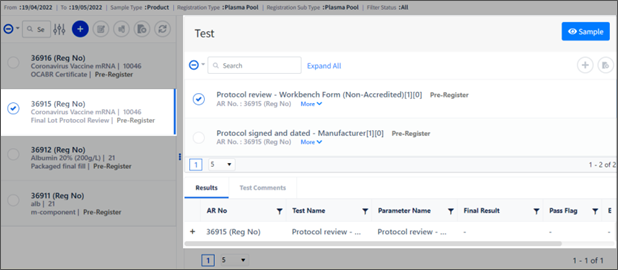 From :19/04/2022 | To :19/05/2022 | Sample Type :Product | Registration Type :Plasma Pool | Registration Sub Type :Plasma Pool | Filter Status :All
Se
36916 (Reg No)
Coronavirus Vaccine mRNA | 10046
OCABR Certificate | Pre-Register
36915 (Reg No)
Coronavirus Vaccine mRNA | 10046
Final Lot Protocol Review | Pre-Register
36912 (Reg No)
Albumin 20% (200g/L) | 21
Packaged final fill | Pre-Register
36911 (Reg No)
alb | 21
m-component | Pre-Register
Test
Sample
Search
Expand All
Protocol review - Workbench Form (Non-Accredited)[1][0] Pre-Register
AR No. : 36915 (Reg No) More
Protocol signed and dated - Manufacturer[1][0] Pre-Register
AR No. : 36915 (Reg No) More
1 5 1 - 2 of 2
Results Test Comments
AR No Test Name Parameter Name Final Result Pass Flag E
+ 36915 (Reg No) Protocol review - ... Protocol review - ... - -
1 5 1 - 1 of 1